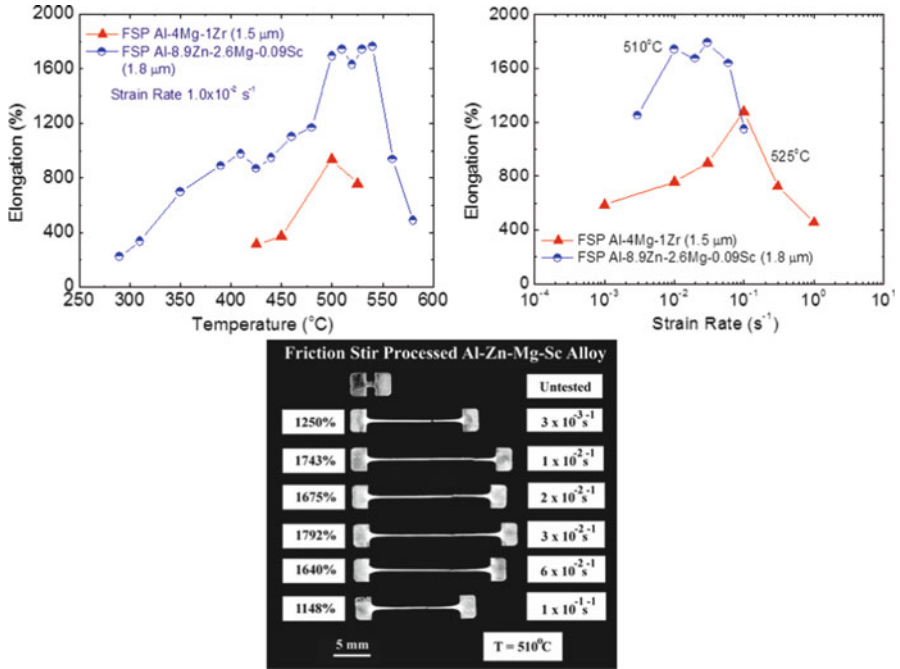 FSP Al-4Mg-1Zr (1.5 μm)
FSP Al-8.9Zn-2.6Mg-0.09Sc
(1.8 μm)
Strain Rate 1.0x10⁻² s⁻¹
2000
1600
1200
800
400
0
Elongation (%)
250 300 350 400 450 500 550 600
Temperature (°C)
510°C
525°C
FSP Al-4Mg-1Zr (1.5 μm)
FSP Al-8.9Zn-2.6Mg-0.09Sc (1.8 μm)
2000
1600
1200
800
400
0
Elongation (%)
10⁻⁴ 10⁻³ 10⁻² 10⁻¹ 10⁰ 10¹
Strain Rate (s⁻¹)
Friction Stir Processed Al-Zn-Mg-Sc Alloy
Untested
1250% 3 x 10⁻³ s⁻¹
1743% 1 x 10⁻² s⁻¹
1675% 2 x 10⁻² s⁻¹
1792% 3 x 10⁻² s⁻¹
1640% 6 x 10⁻² s⁻¹
1148% 1 x 10⁻¹ s⁻¹
5 mm T = 510°C